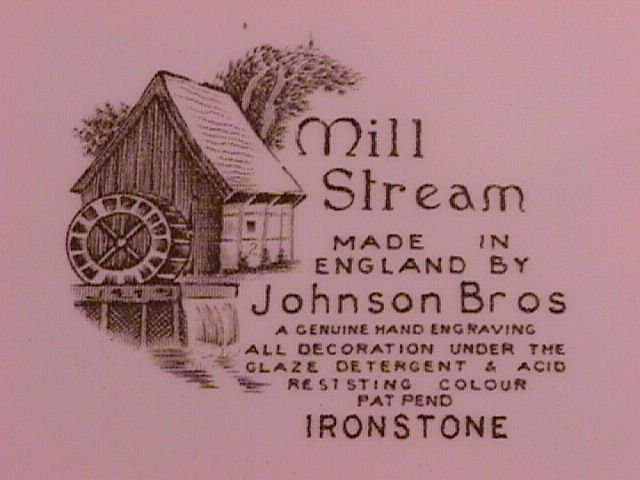 Mill
Stream
MADE IN
ENGLAND BY
Johnson Bros
A GENUINE HAND ENGRAVING
ALL DECORATION UNDER THE
GLAZE DETERGENT & ACID
RESISTING COLOUR
PAT PEND
IRONSTONE
2